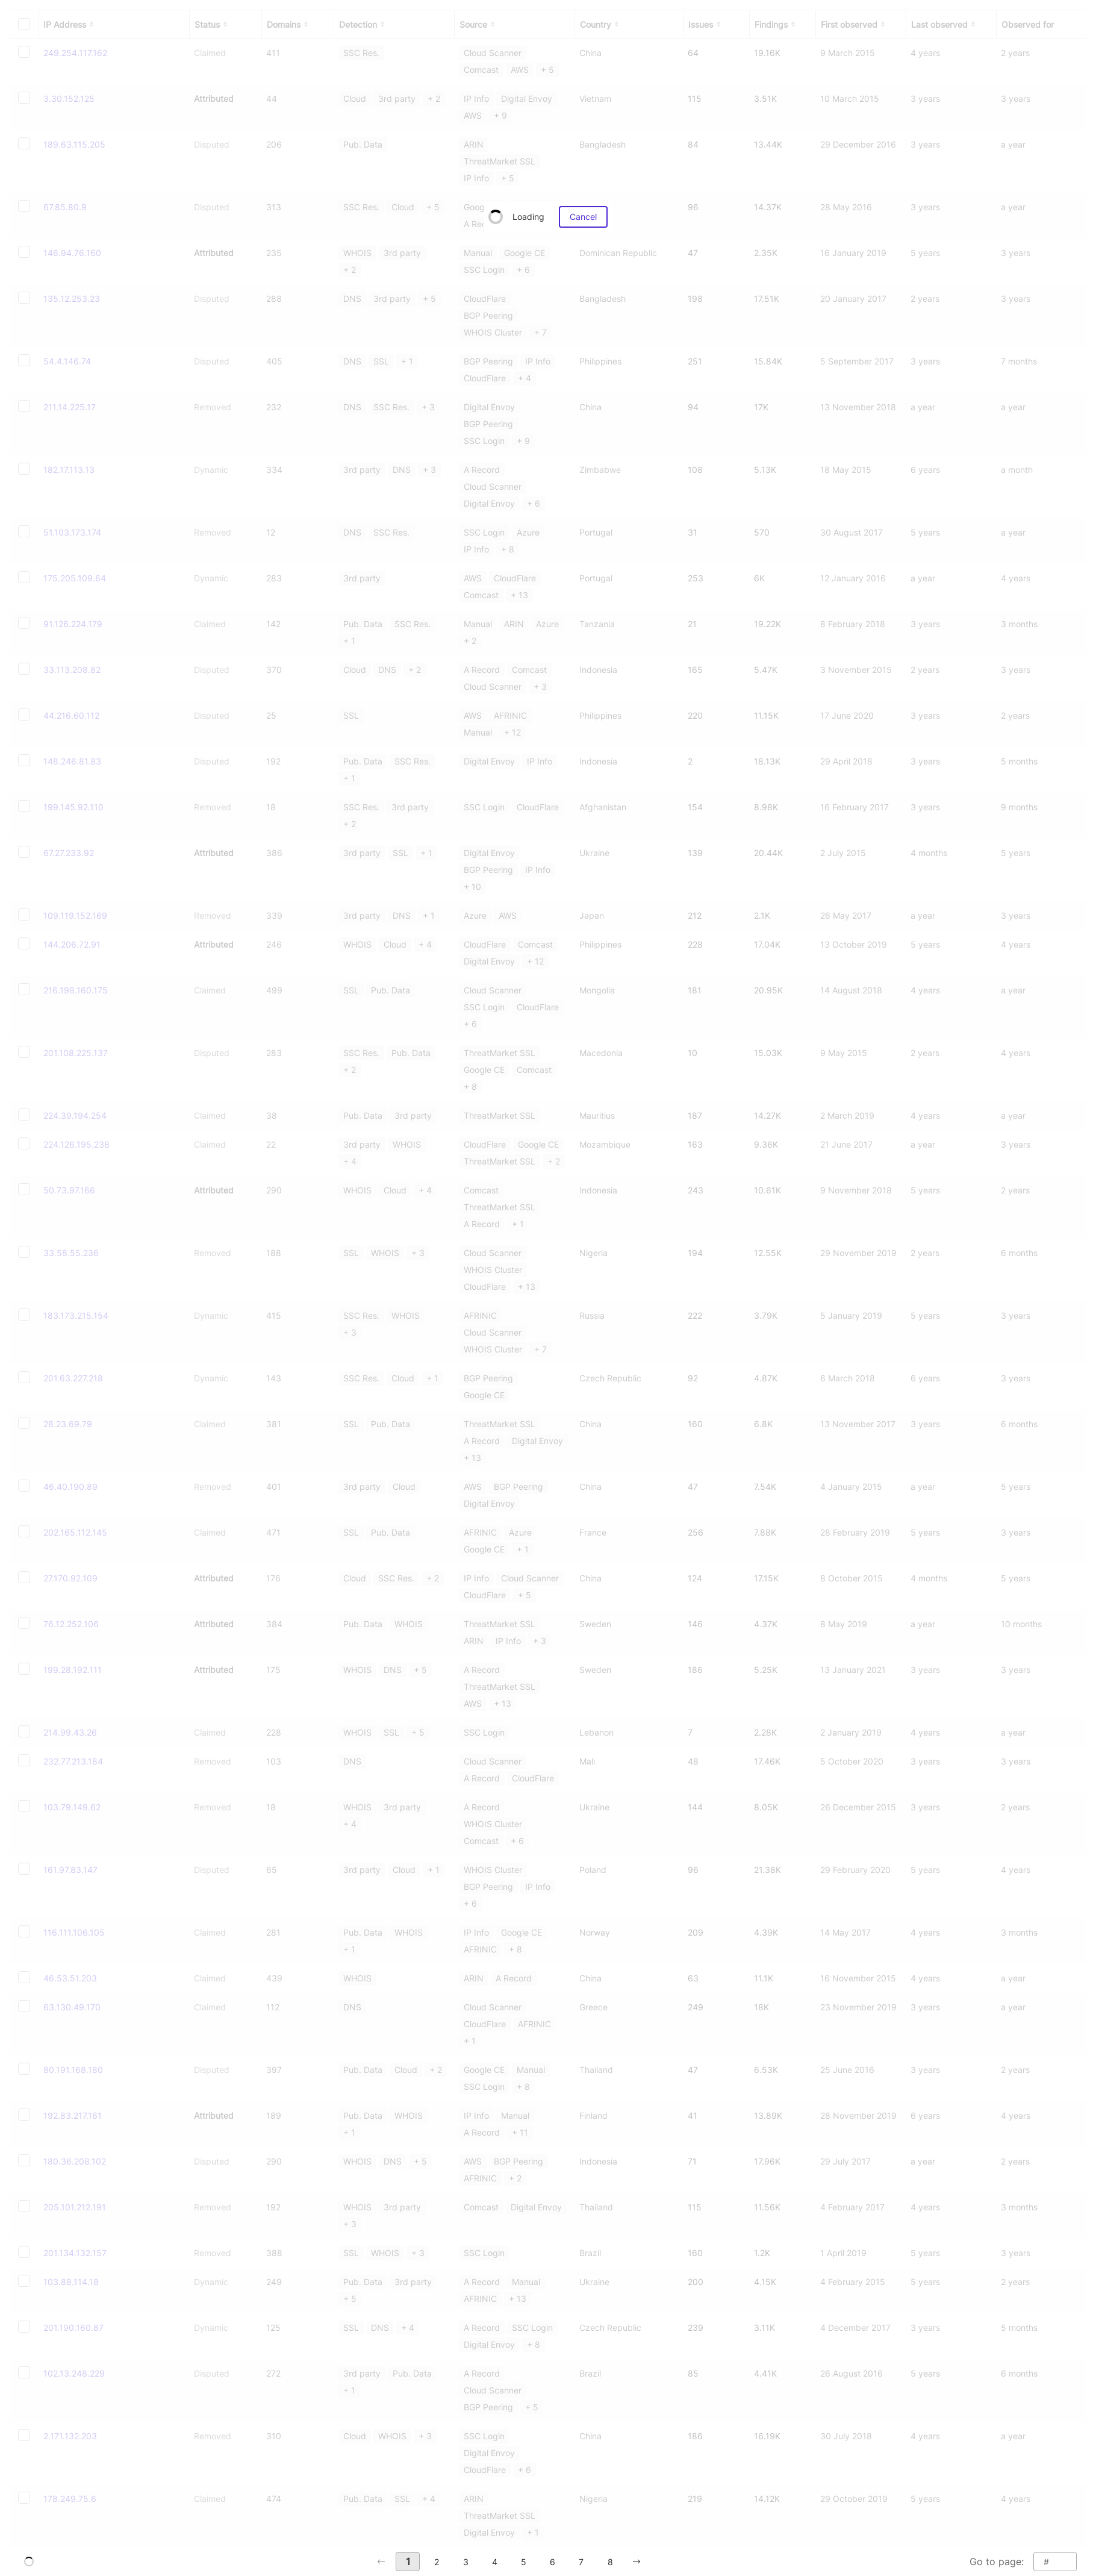 IP Address Status Domains Detection Source Country Issues Findings First observed Last observed Observed for
249.254.117.162 Claimed 411 SSC Res. Cloud Scanner China 64 19.16K 9 March 2015 4 years 2 years
Comcast AWS + 5
3.30.152.125 Attributed 44 Cloud 3rd party + 2 IP Info Digital Envoy Vietnam 115 3.51K 10 March 2015 3 years 3 years
AWS + 9
189.63.115.205 Disputed 206 Pub. Data ARIN Bangladesh 84 13.44K 29 December 2016 3 years a year
ThreatMarket SSL
IP Info + 5
67.85.80.9 Disputed 313 SSC Res. Cloud + 5 96 14.37K 28 May 2016 3 years a year
Loading Cancel
146.94.76.160 Attributed 235 WHOIS 3rd party Manual Google CE Dominican Republic 47 2.35K 16 January 2019 5 years 3 years
+ 2 SSC Login + 6
135.12.253.23 Disputed 288 DNS 3rd party + 5 CloudFlare Bangladesh 198 17.51K 20 January 2017 2 years 3 years
BGP Peering
WHOIS Cluster + 7
54.4.146.74 Disputed 405 DNS SSL + 1 BGP Peering IP Info Philippines 251 15.84K 5 September 2017 3 years 7 months
CloudFlare + 4
211.14.225.17 Removed 232 DNS SSC Res. + 3 Digital Envoy China 94 17K 13 November 2018 a year a year
BGP Peering
SSC Login + 9
182.17.113.13 Dynamic 334 3rd party DNS + 3 A Record Zimbabwe 108 5.13K 18 May 2015 6 years a month
Cloud Scanner
Digital Envoy + 6
51.103.173.174 Removed 12 DNS SSC Res. SSC Login Azure Portugal 31 570 30 August 2017 5 years a year
IP Info + 8
175.205.109.64 Dynamic 283 3rd party AWS CloudFlare Portugal 253 6K 12 January 2016 a year 4 years
Comcast + 13
91.126.224.179 Claimed 142 Pub. Data SSC Res. Manual ARIN Azure Tanzania 21 19.22K 8 February 2018 3 years 3 months
+ 1 + 2
33.113.208.82 Disputed 370 Cloud DNS + 2 A Record Comcast Indonesia 165 5.47K 3 November 2015 2 years 3 years
Cloud Scanner + 3
44.216.60.112 Disputed 25 SSL AWS AFRINIC Philippines 220 11.15K 17 June 2020 3 years 2 years
Manual + 12
148.246.81.83 Disputed 192 Pub. Data SSC Res. Digital Envoy IP Info Indonesia 2 18.13K 29 April 2018 3 years 5 months
+ 1
199.145.92.110 Removed 18 SSC Res. 3rd party SSC Login CloudFlare Afghanistan 154 8.98K 16 February 2017 3 years 9 months
+ 2
67.27.233.92 Attributed 386 3rd party SSL + 1 Digital Envoy Ukraine 139 20.44K 2 July 2015 4 months 5 years
BGP Peering IP Info
+ 10
109.119.152.169 Removed 339 3rd party DNS + 1 Azure AWS Japan 212 2.1K 26 May 2017 a year 3 years
144.206.72.91 Attributed 246 WHOIS Cloud + 4 CloudFlare Comcast Philippines 228 17.04K 13 October 2019 5 years 4 years
Digital Envoy + 12
216.198.160.175 Claimed 499 SSL Pub. Data Cloud Scanner Mongolia 181 20.95K 14 August 2018 4 years a year
SSC Login CloudFlare
+ 6
201.108.225.137 Disputed 283 SSC Res. Pub. Data ThreatMarket SSL Macedonia 10 15.03K 9 May 2015 2 years 4 years
+ 2 Google CE Comcast
+ 8
224.39.194.254 Claimed 38 Pub. Data 3rd party ThreatMarket SSL Mauritius 187 14.27K 2 March 2019 4 years a year
224.126.195.238 Claimed 22 3rd party WHOIS CloudFlare Google CE Mozambique 163 9.36K 21 June 2017 a year 3 years
+ 4 ThreatMarket SSL + 2
50.73.97.166 Attributed 290 WHOIS Cloud + 4 Comcast Indonesia 243 10.61K 9 November 2018 5 years 2 years
ThreatMarket SSL
A Record + 1
33.58.55.236 Removed 188 SSL WHOIS + 3 Cloud Scanner Nigeria 194 12.55K 29 November 2019 2 years 6 months
WHOIS Cluster
CloudFlare + 13
163.173.215.154 Dynamic 415 SSC Res. WHOIS AFRINIC Russia 222 3.79K 5 January 2019 5 years 3 years
+ 3 Cloud Scanner
WHOIS Cluster + 7
201.63.227.218 Dynamic 143 SSC Res. Cloud + 1 BGP Peering Czech Republic 92 4.87K 6 March 2018 6 years 3 years
Google CE
28.23.69.79 Claimed 381 SSL Pub. Data ThreatMarket SSL China 160 6.8K 13 November 2017 3 years 6 months
A Record Digital Envoy
+ 13
46.40.190.89 Removed 401 3rd party Cloud AWS BGP Peering China 47 7.54K 4 January 2015 a year 5 years
Digital Envoy
202.165.112.145 Claimed 471 SSL Pub. Data AFRINIC Azure France 256 7.88K 28 February 2019 5 years 3 years
Google CE + 1
27.170.92.109 Attributed 176 Cloud SSC Res. + 2 IP Info Cloud Scanner China 124 17.15K 8 October 2015 4 months 5 years
CloudFlare + 5
76.12.252.106 Attributed 384 Pub. Data WHOIS ThreatMarket SSL Sweden 146 4.37K 8 May 2019 a year 10 months
ARIN IP Info + 3
199.28.192.111 Attributed 175 WHOIS DNS + 5 A Record Sweden 186 5.25K 13 January 2021 3 years 3 years
ThreatMarket SSL
AWS + 13
214.99.43.26 Claimed 228 WHOIS SSL + 5 SSC Login Lebanon 7 2.28K 2 January 2019 4 years a year
232.77.213.184 Removed 103 DNS Cloud Scanner Mali 48 17.46K 5 October 2020 3 years 3 years
A Record CloudFlare
103.79.149.62 Removed 18 WHOIS 3rd party A Record Ukraine 144 8.05K 26 December 2015 3 years 2 years
+ 4 WHOIS Cluster
Comcast + 6
161.97.83.147 Disputed 65 3rd party Cloud + 1 WHOIS Cluster Poland 96 21.38K 29 February 2020 5 years 4 years
BGP Peering IP Info
+ 6
116.111.106.105 Claimed 281 Pub. Data WHOIS IP Info Google CE Norway 209 4.39K 14 May 2017 4 years 3 months
+ 1 AFRINIC + 8
46.53.51.203 Claimed 439 WHOIS ARIN A Record China 63 11.1K 16 November 2015 4 years a year
63.130.49.170 Claimed 112 DNS Cloud Scanner Greece 249 18K 23 November 2019 3 years a year
CloudFlare AFRINIC
+ 1
80.191.168.180 Disputed 397 Pub. Data Cloud + 2 Google CE Manual Thailand 47 6.53K 25 June 2016 3 years 2 years
SSC Login + 8
192.83.217.161 Attributed 189 Pub. Data WHOIS IP Info Manual Finland 41 13.89K 28 November 2019 6 years 4 years
+ 1 A Record + 11
180.36.208.102 Disputed 290 WHOIS DNS + 5 AWS BGP Peering Indonesia 71 17.96K 29 July 2017 a year 2 years
AFRINIC + 2
205.101.212.191 Removed 192 WHOIS 3rd party Comcast Digital Envoy Thailand 115 11.56K 4 February 2017 4 years 3 months
+ 3
201.134.132.157 Removed 388 SSL WHOIS + 3 SSC Login Brazil 160 1.2K 1 April 2019 5 years 3 years
103.88.114.18 Dynamic 249 Pub. Data 3rd party A Record Manual Ukraine 200 4.15K 4 February 2015 5 years 2 years
+ 5 AFRINIC + 13
201.190.160.87 Dynamic 125 SSL DNS + 4 A Record SSC Login Czech Republic 239 3.11K 4 December 2017 3 years 5 months
Digital Envoy + 8
102.13.248.229 Disputed 272 3rd party Pub. Data A Record Brazil 85 4.41K 26 August 2016 5 years 6 months
+ 1 Cloud Scanner
BGP Peering + 5
2.171.132.203 Removed 310 Cloud WHOIS + 3 SSC Login China 186 16.19K 30 July 2018 4 years a year
Digital Envoy
CloudFlare + 6
178.249.75.6 Claimed 474 Pub. Data SSL + 4 ARIN Nigeria 219 14.12K 29 October 2019 5 years 4 years
ThreatMarket SSL
Digital Envoy + 1
← 1 2 3 4 5 6 7 8 → Go to page: #